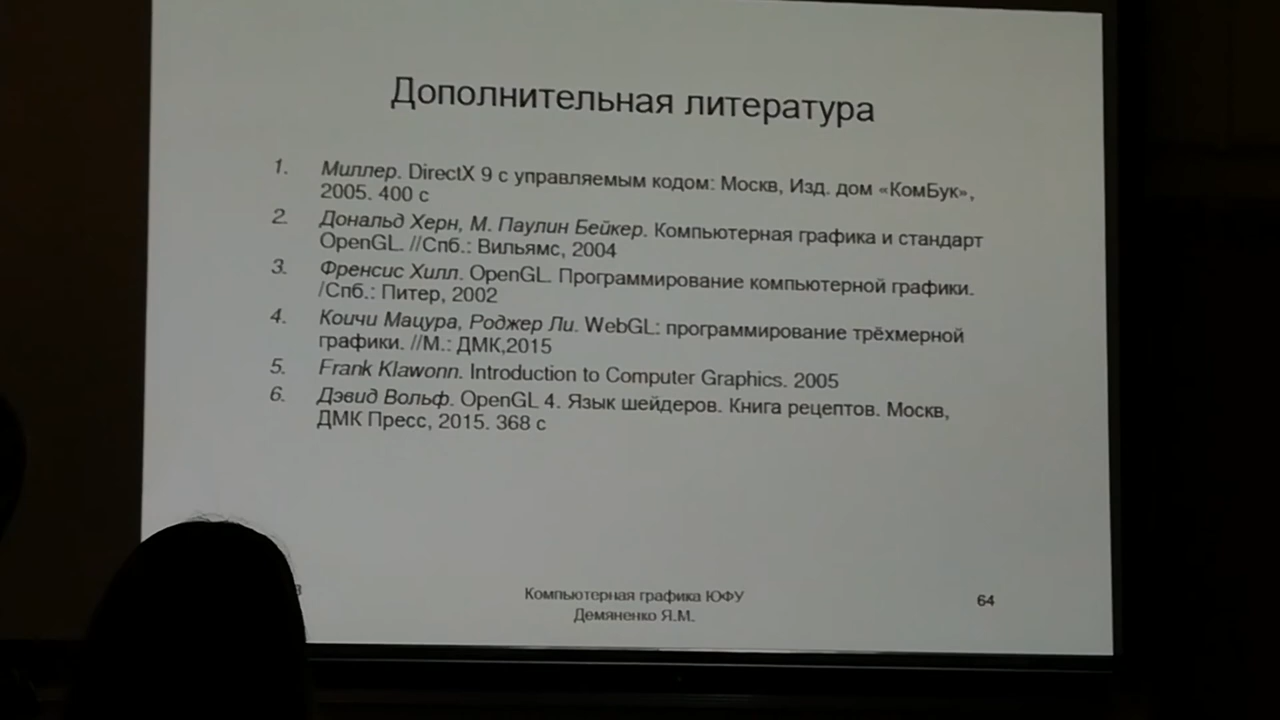 Дополнительная литература
1. Миллер. DirectX 9 с управляемым кодом: Москв, Изд. дом «КомБук»,
2005. 400 с
2. Дональд Херн, М. Паулин Бейкер. Компьютерная графика и стандарт
OpenGL. //Спб.: Вильямс, 2004
3. Френсис Хилл. OpenGL. Программирование компьютерной графики.
/Спб.: Питер, 2002
4. Коичи Мацура, Роджер Ли. WebGL: программирование трёхмерной
графики. //М.: ДМК,2015
5. Frank Klawonn. Introduction to Computer Graphics. 2005
6. Дэвид Вольф. OpenGL 4. Язык шейдеров. Книга рецептов. Москв,
ДМК Пресс, 2015. 368 с
Компьютерная графика ЮФУ
Демяненко Я.М.
64